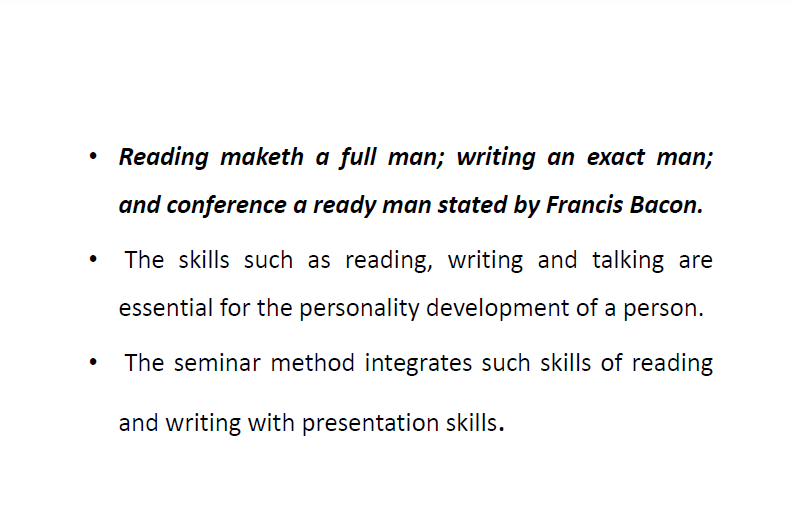 • Reading maketh a full man; writing an exact man;
and conference a ready man stated by Francis Bacon.
• The skills such as reading, writing and talking are
essential for the personality development of a person.
• The seminar method integrates such skills of reading
and writing with presentation skills.